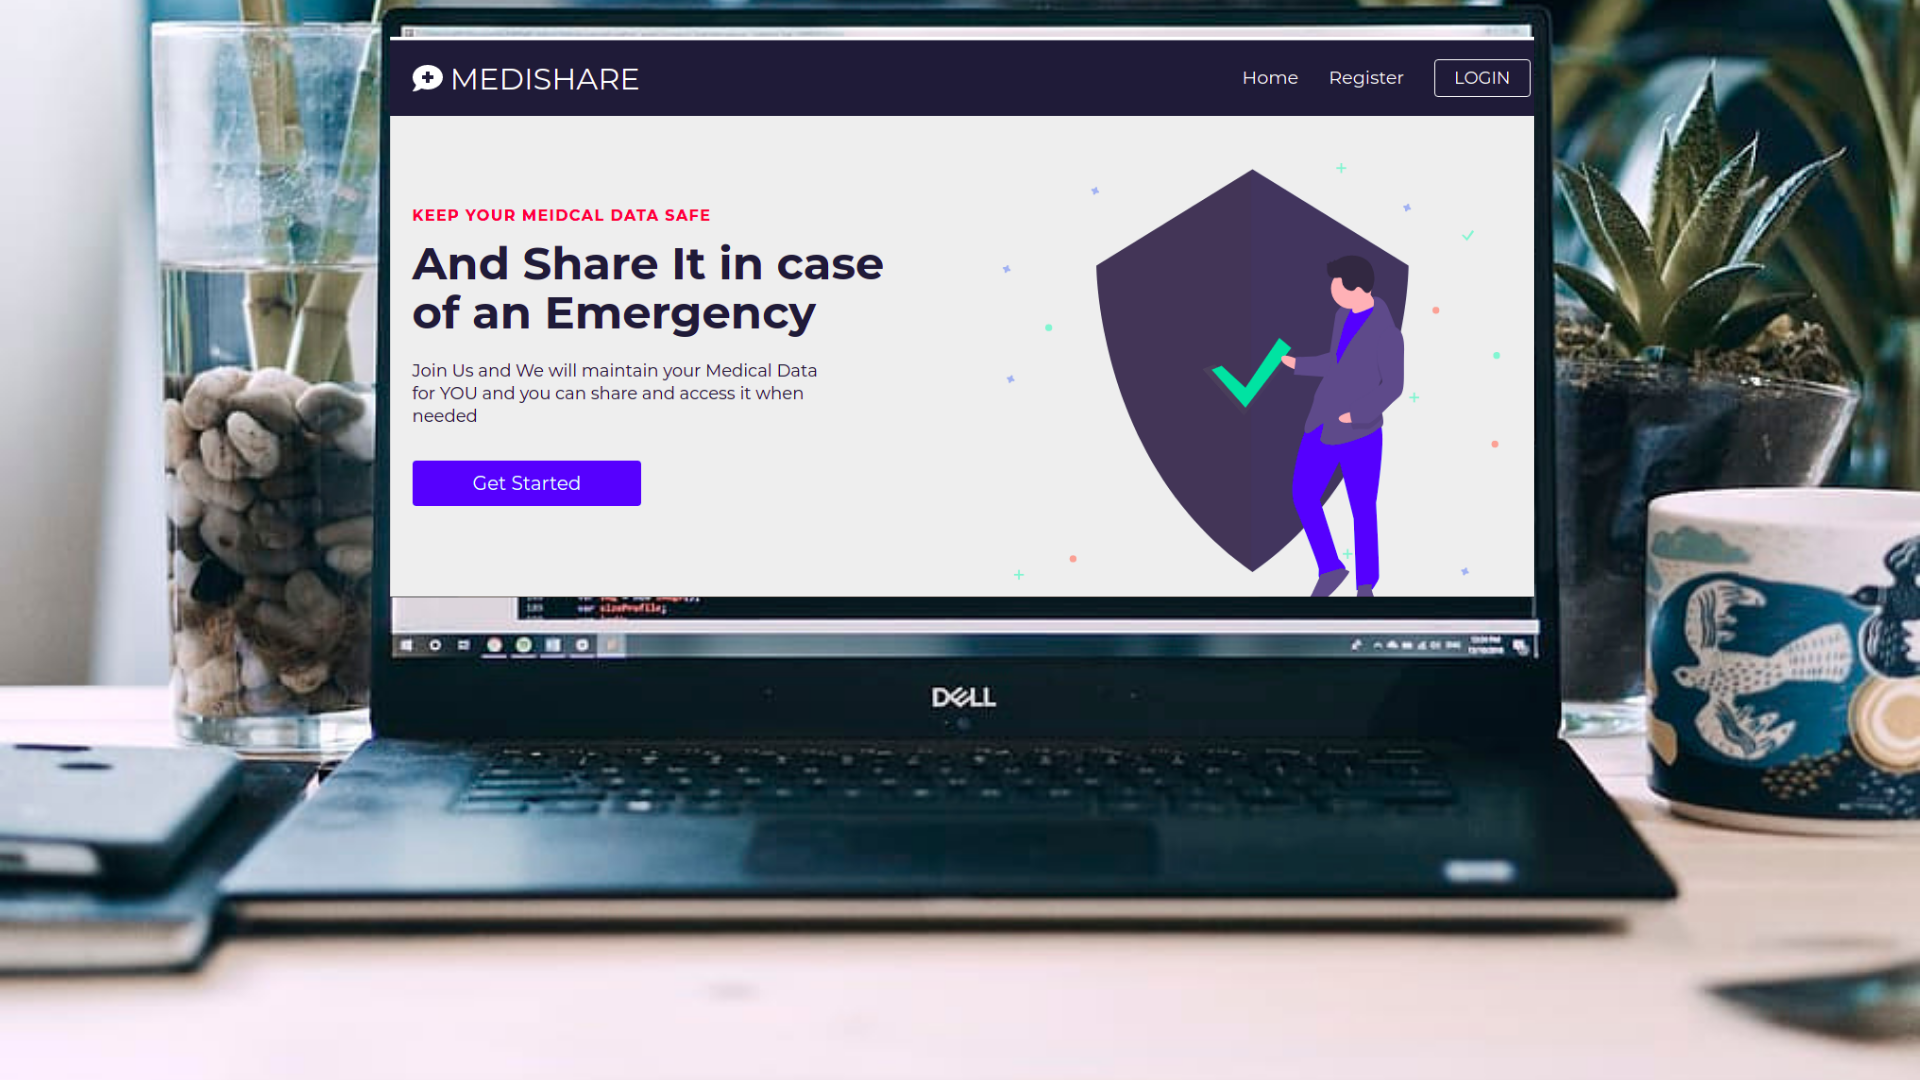 MEDISHARE
Home
Register
LOGIN
KEEP YOUR MEIDCAL DATA SAFE
And Share It in case
of an Emergency
Join Us and We will maintain your Medical Data
for YOU and you can share and access it when
needed
Get Started
var sizeProfile;
DELL